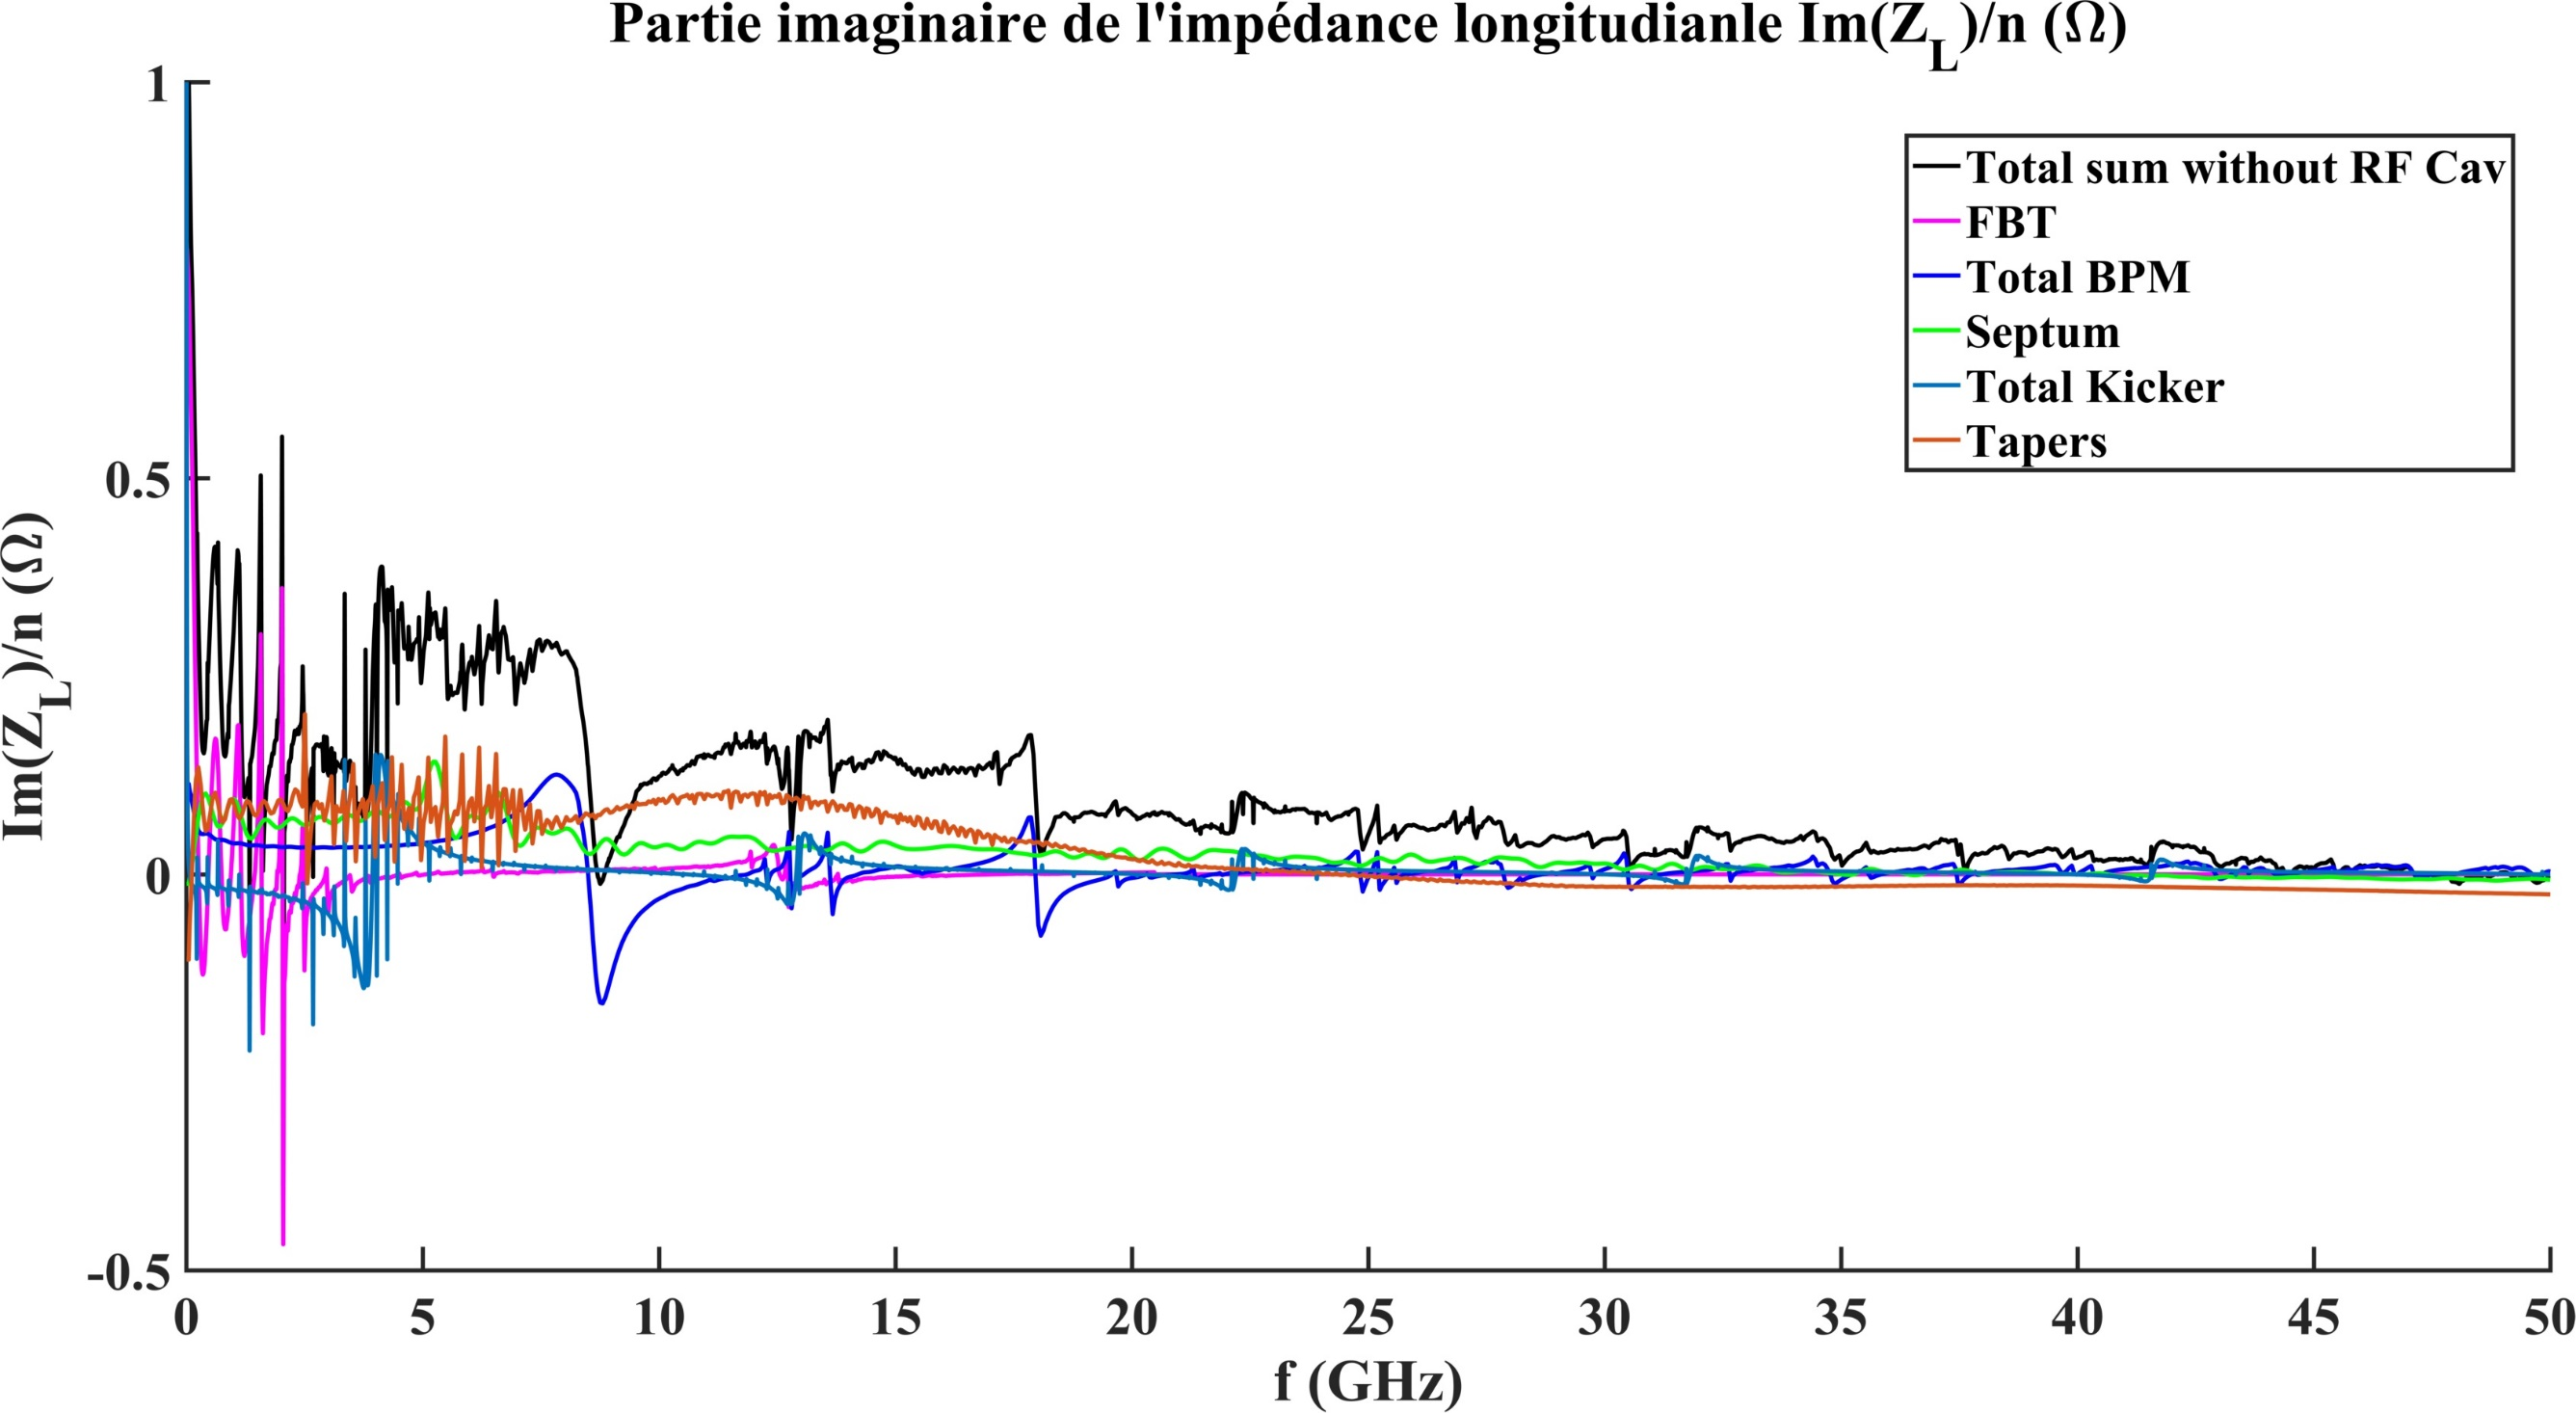 Partie imaginaire de l'impédance longitudianle Im(Z_L)/n (Ω)
1
0.5
0
-0.5
Im(Z_L)/n (Ω)
Total sum without RF Cav
FBT
Total BPM
Septum
Total Kicker
Tapers
0 5 10 15 20 25 30 35 40 45 50
f (GHz)